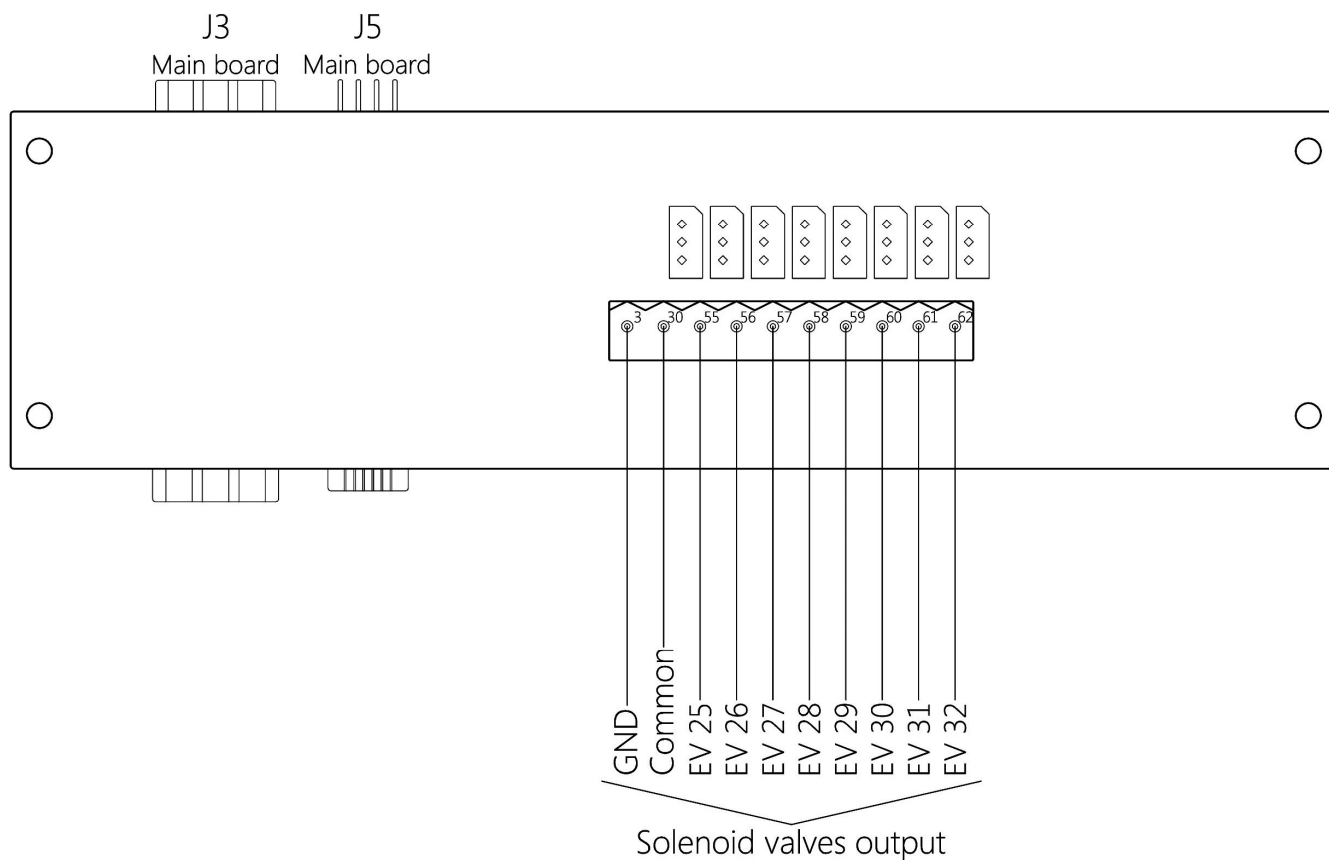 J3 J5
Main board Main board
3 30 55 56 57 58 59 60 61 62
GND
Common
EV 25
EV 26
EV 27
EV 28
EV 29
EV 30
EV 31
EV 32
Solenoid valves output